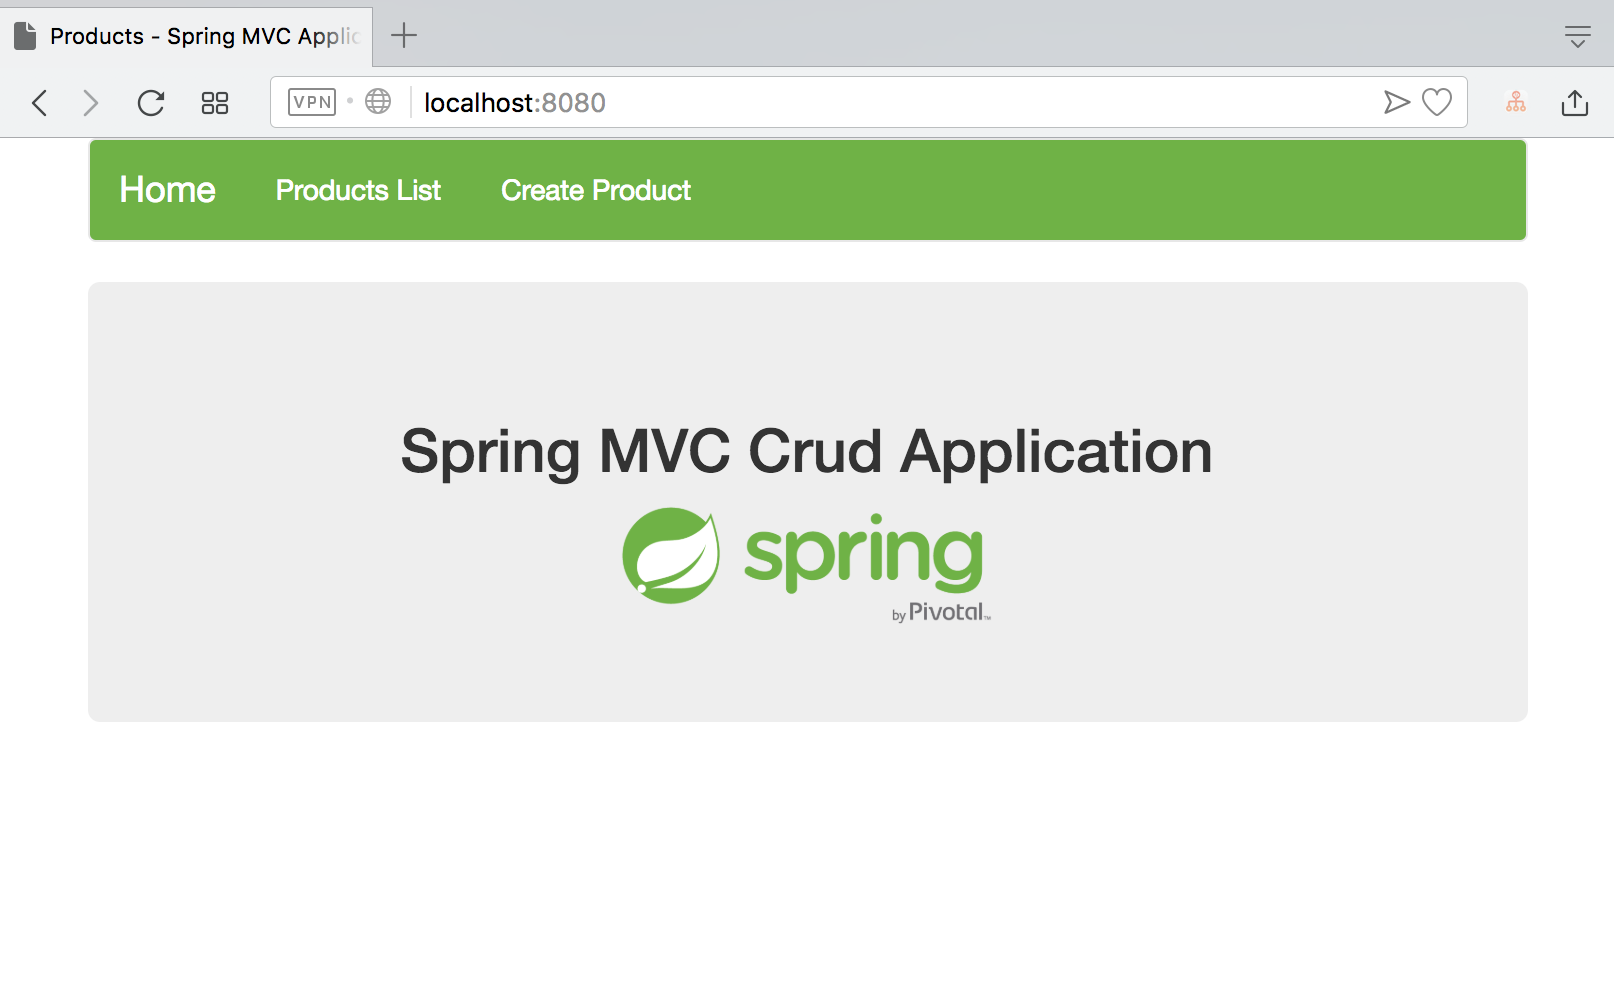 Products - Spring MVC Applic
VPN localhost:8080
Home Products List Create Product
Spring MVC Crud Application
spring
by Pivotal™